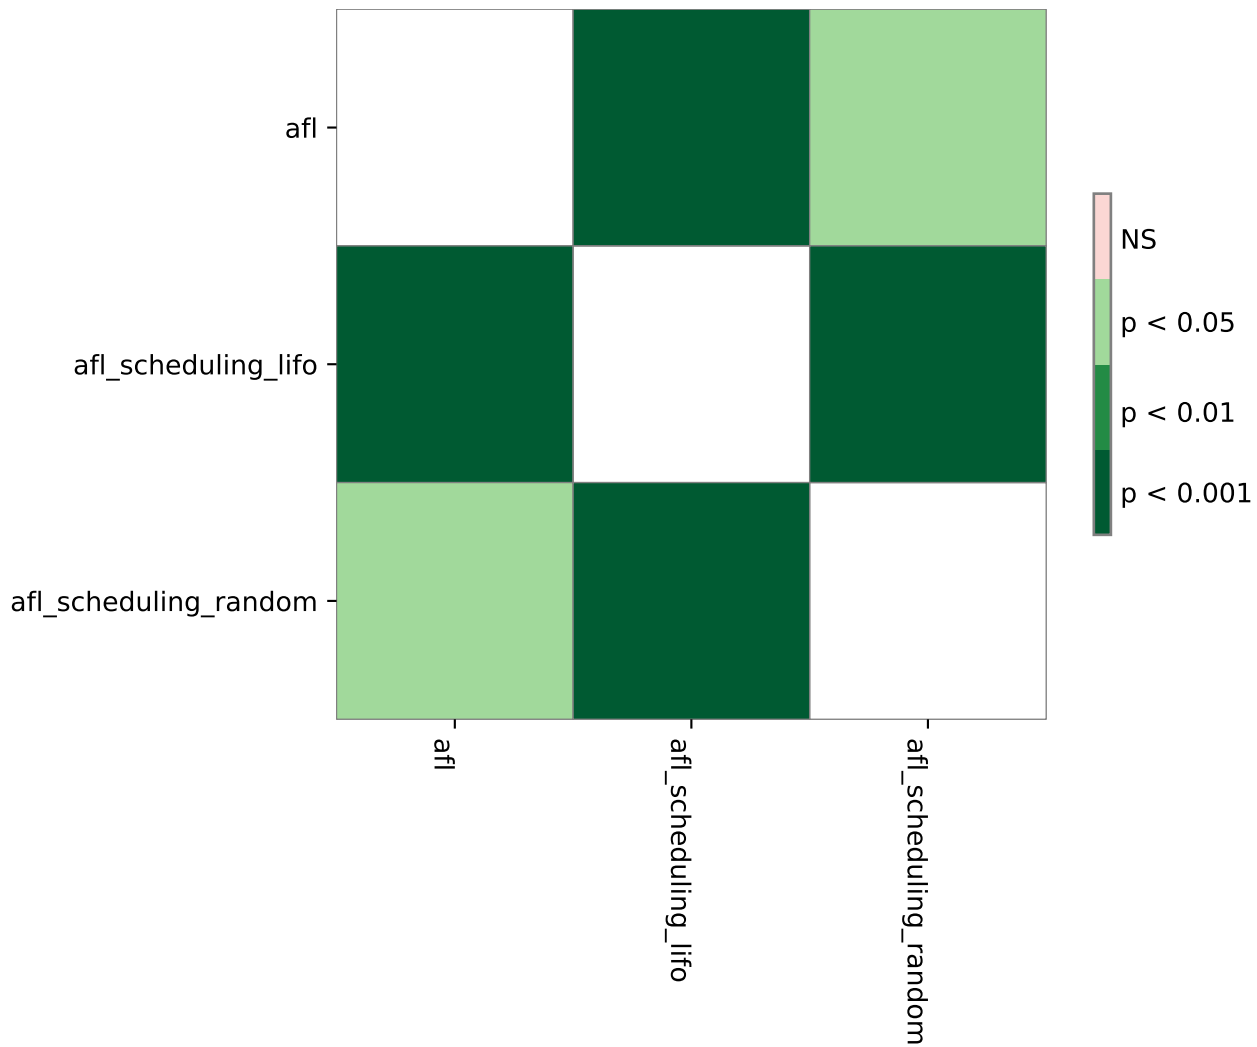 afl
afl_scheduling_lifo
afl_scheduling_random
afl
afl_scheduling_lifo
afl_scheduling_random
NS
p < 0.05
p < 0.01
p < 0.001